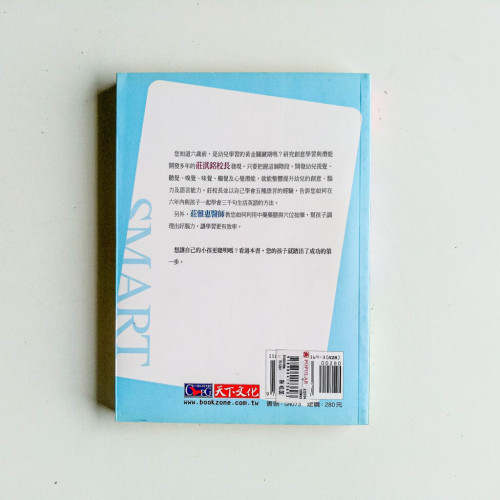 您知道六歲前，是幼兒學習的黃金關鍵期嗎？研究創意學習與潛能
開發多年的莊淇銘校長發現，只要把握這個階段，開發幼兒視覺、
聽覺、嗅覺、味覺、觸覺及心覺潛能，就能整體提升幼兒的創意、腦
力及語言能力。莊校長並以自己學會五種語言的經驗，告訴您如何在
六年內與孩子一起學會三千句生活英語的方法。
另外，莊雅惠醫師教您如何利用中藥藥膳與穴位按摩，幫孩子調
理出好腦力，讓學習更有效率。
想讓自己的小孩更聰明嗎？看過本書，您的孩子就踏出了成功的第
一步。
SMART
00280
天下文化
www.bookzone.com.tw
定價：280元